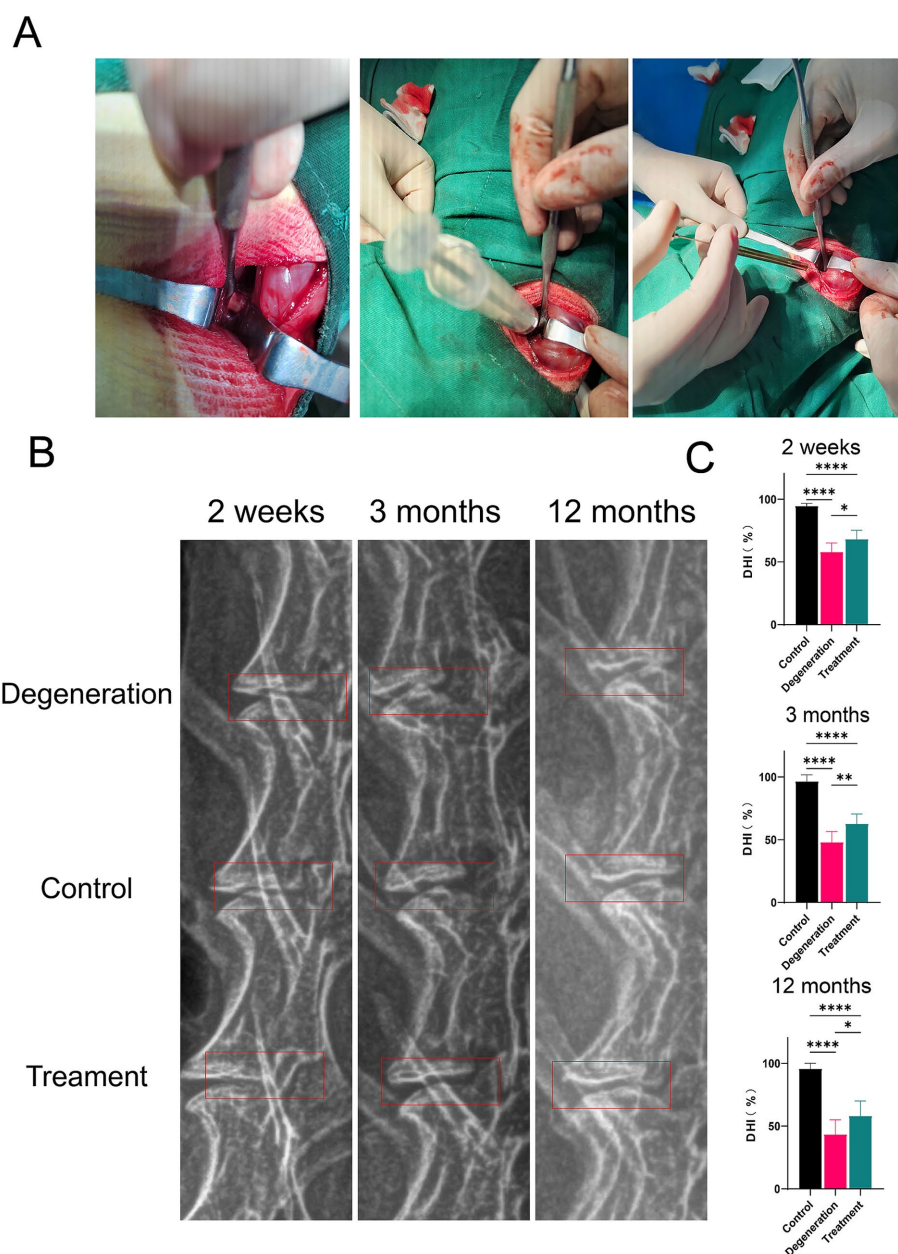 A
B
2 weeks 3 months 12 months
Degeneration
Control
Treament
C
2 weeks
****
**** *
DHI（%）
100
50
0
Control Degeneration Treatment
3 months
****
**** **
DHI（%）
100
50
0
Control Degeneration Treatment
12 months
****
*
****
DHI（%）
100
50
0
Control Degeneration Treatment